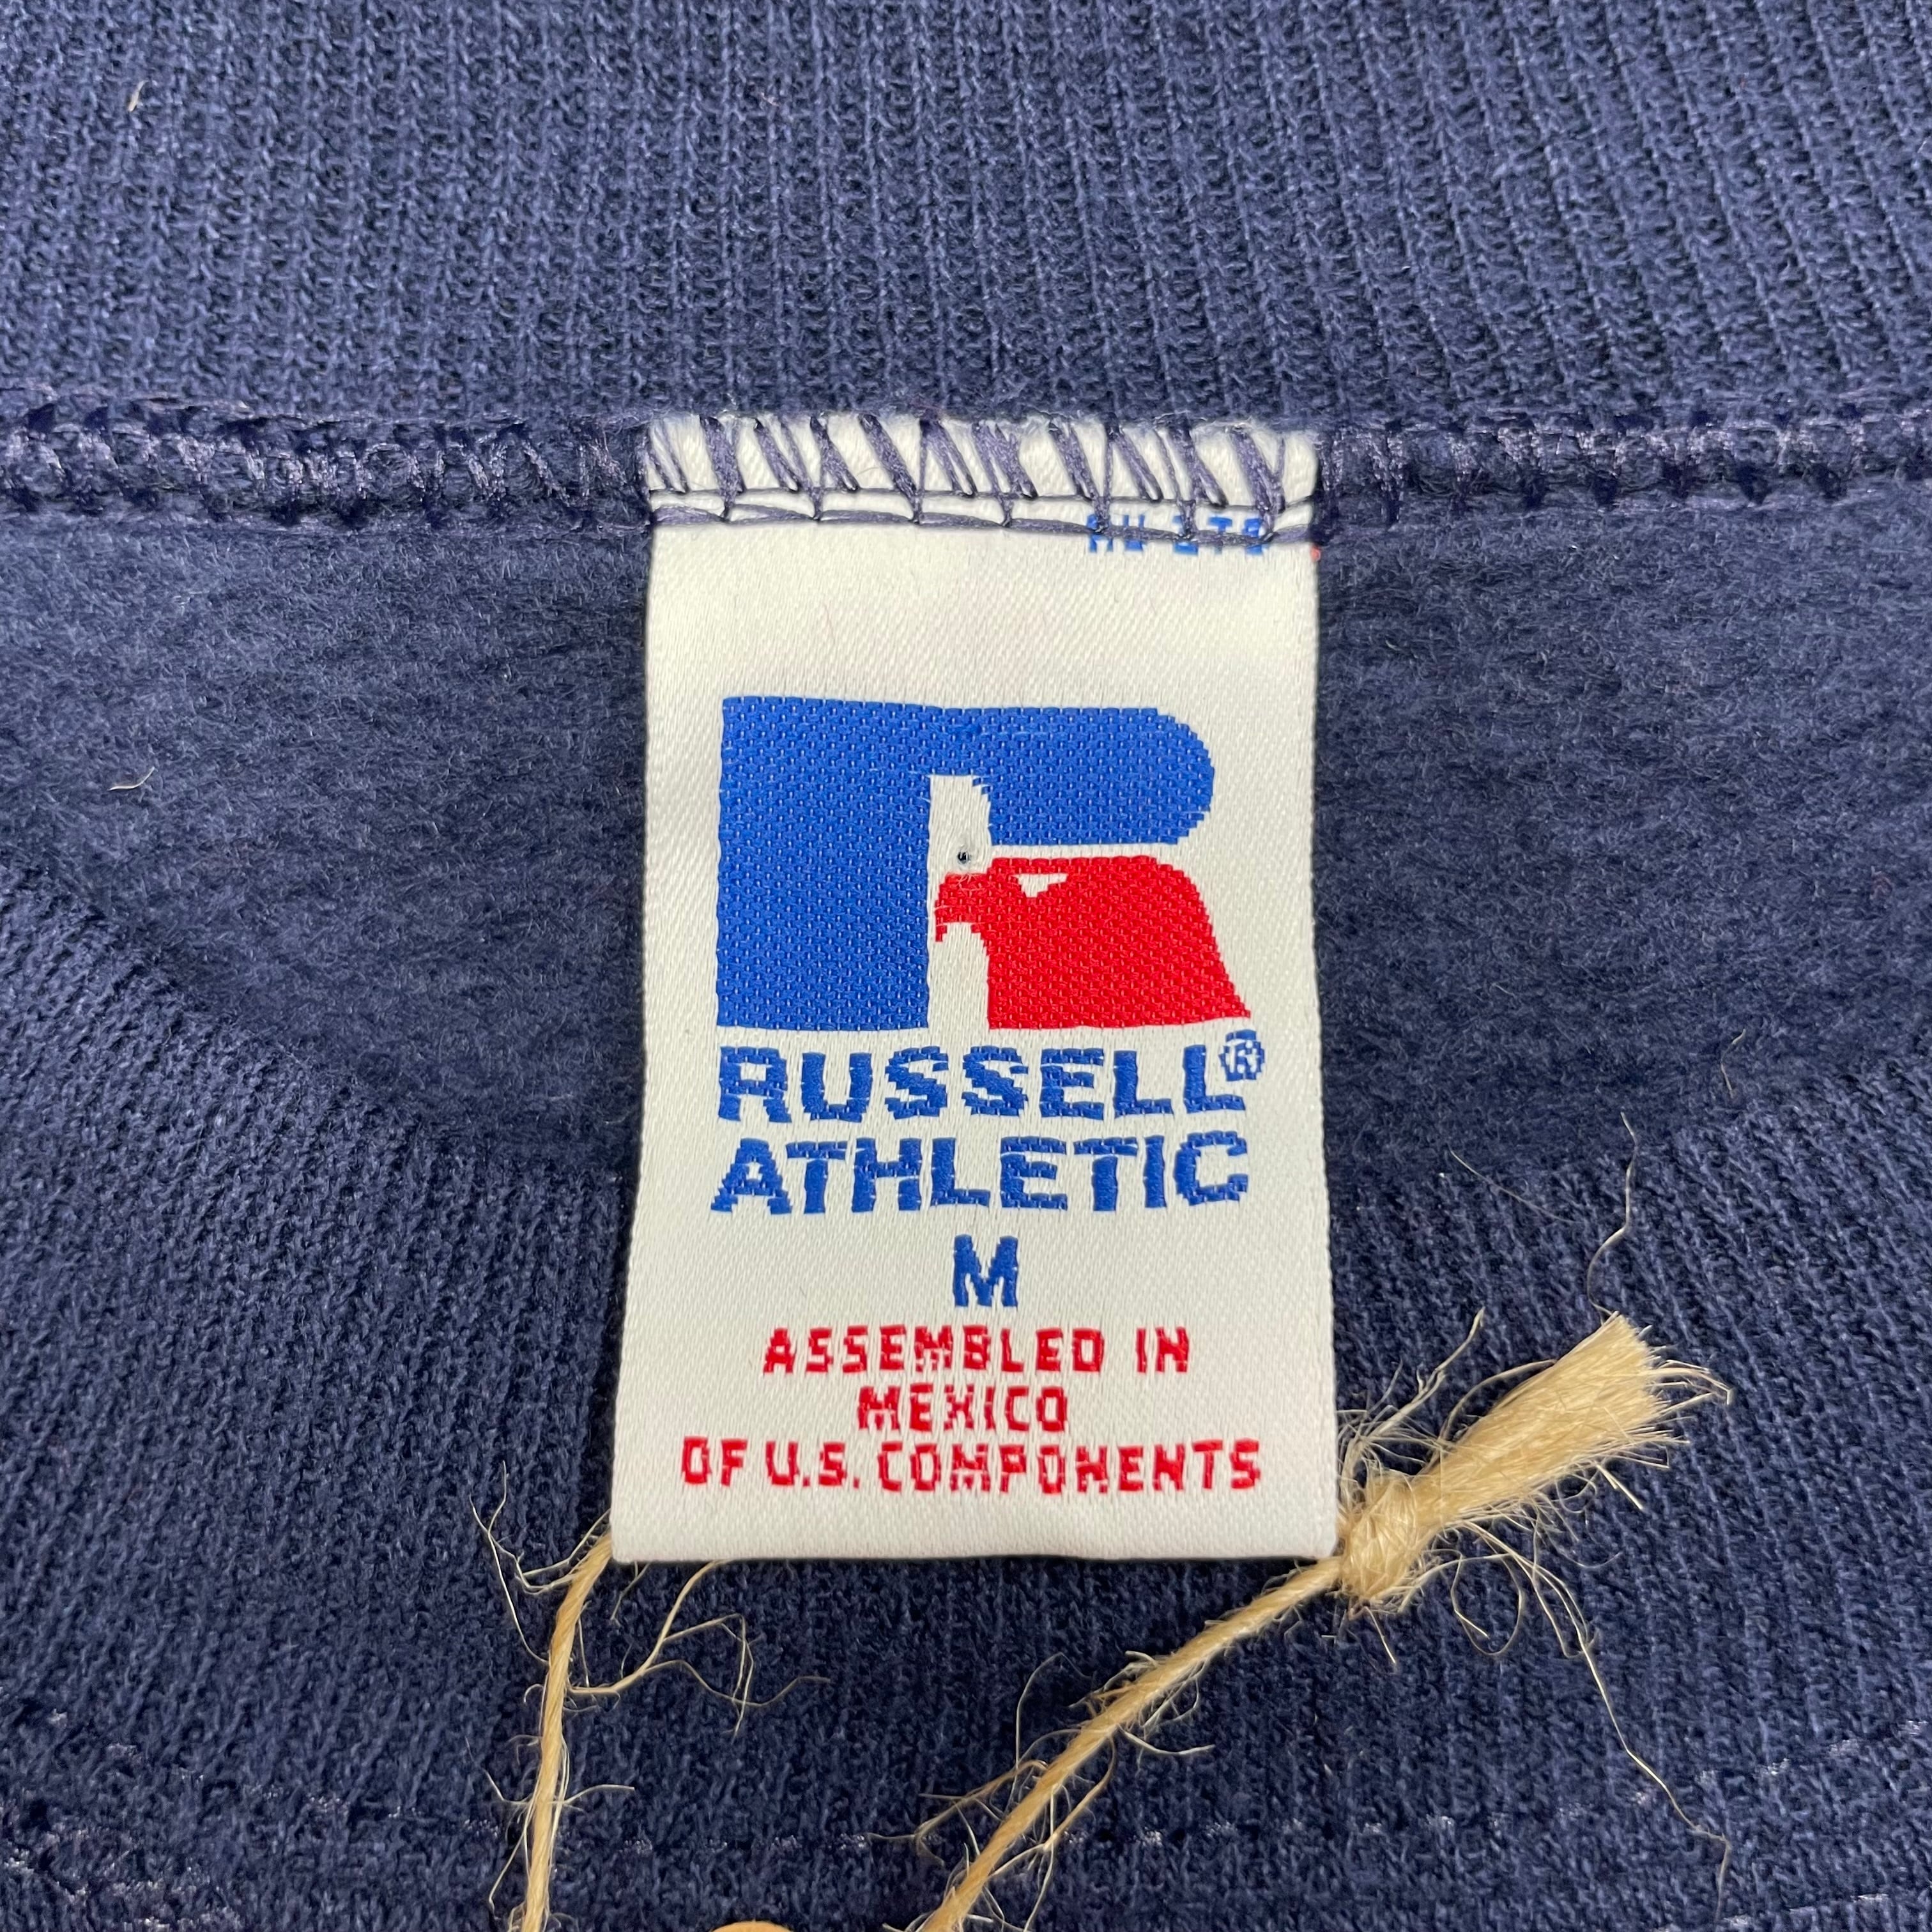 RUSSELL®
ATHLETIC
M
ASSEMBLED IN
MEXICO
OF U.S. COMPONENTS